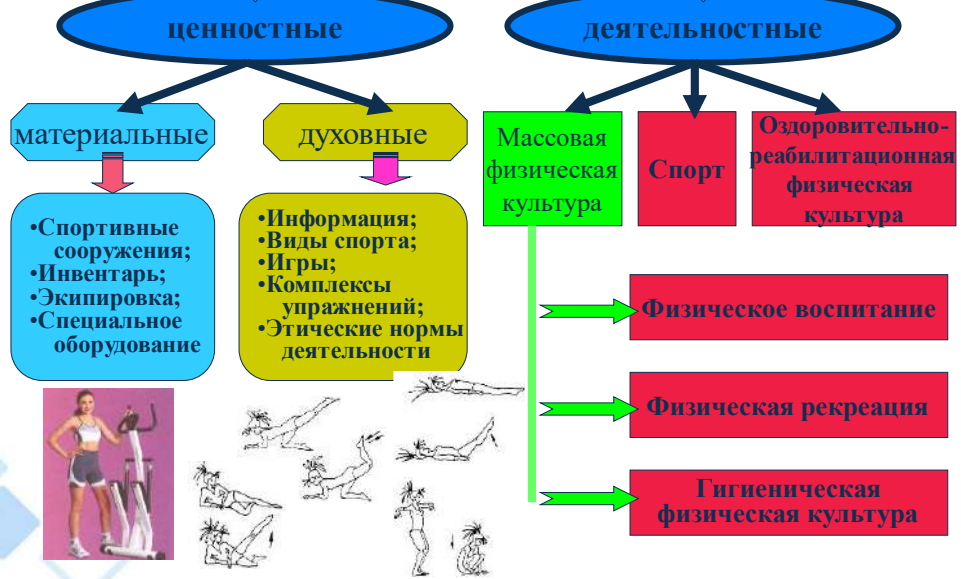 ценностные
деятельностные
материальные
духовные
•Спортивные
сооружения;
•Инвентарь;
•Экипировка;
•Специальное
оборудование
•Информация;
•Виды спорта;
•Игры;
•Комплексы
упражнений;
•Этические нормы
деятельности
Массовая
физическая
культура
Спорт
Оздоровительно-
реабилитационная
физическая
культура
Физическое воспитание
Физическая рекреация
Гигиеническая
физическая культура